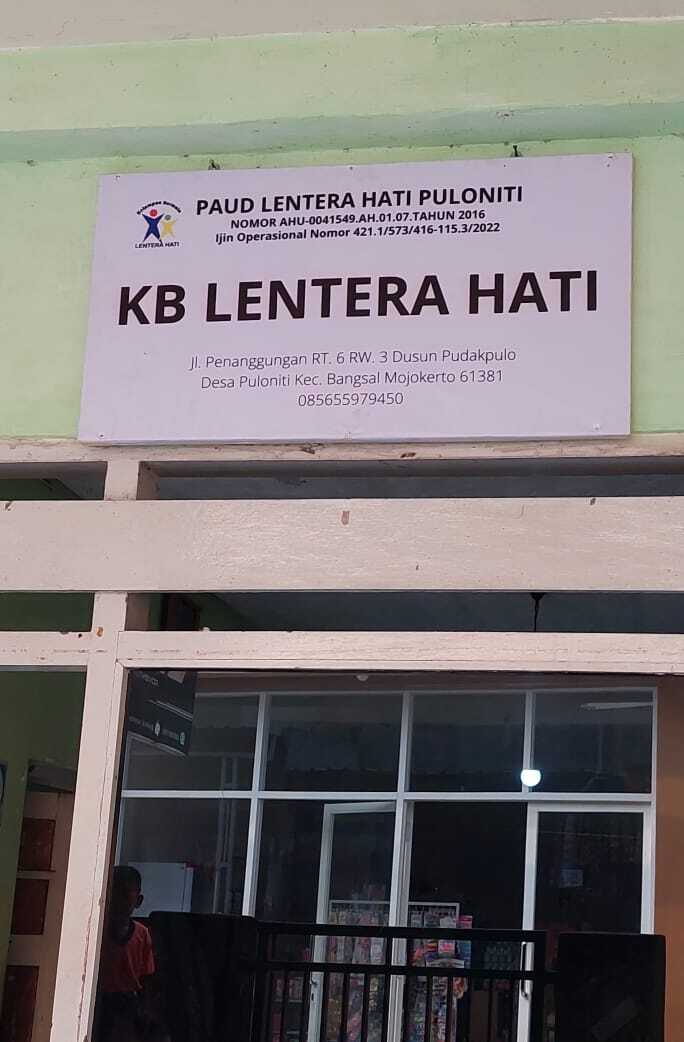 Kelompok Bermain
LENTERA HATI
PAUD LENTERA HATI PULONITI
NOMOR AHU-0041549.AH.01.07.TAHUN 2016
Ijin Operasional Nomor 421.1/573/416-115.3/2022
KB LENTERA HATI
Jl. Penanggungan RT. 6 RW. 3 Dusun Pudakpulo
Desa Puloniti Kec. Bangsal Mojokerto 61381
085655979450